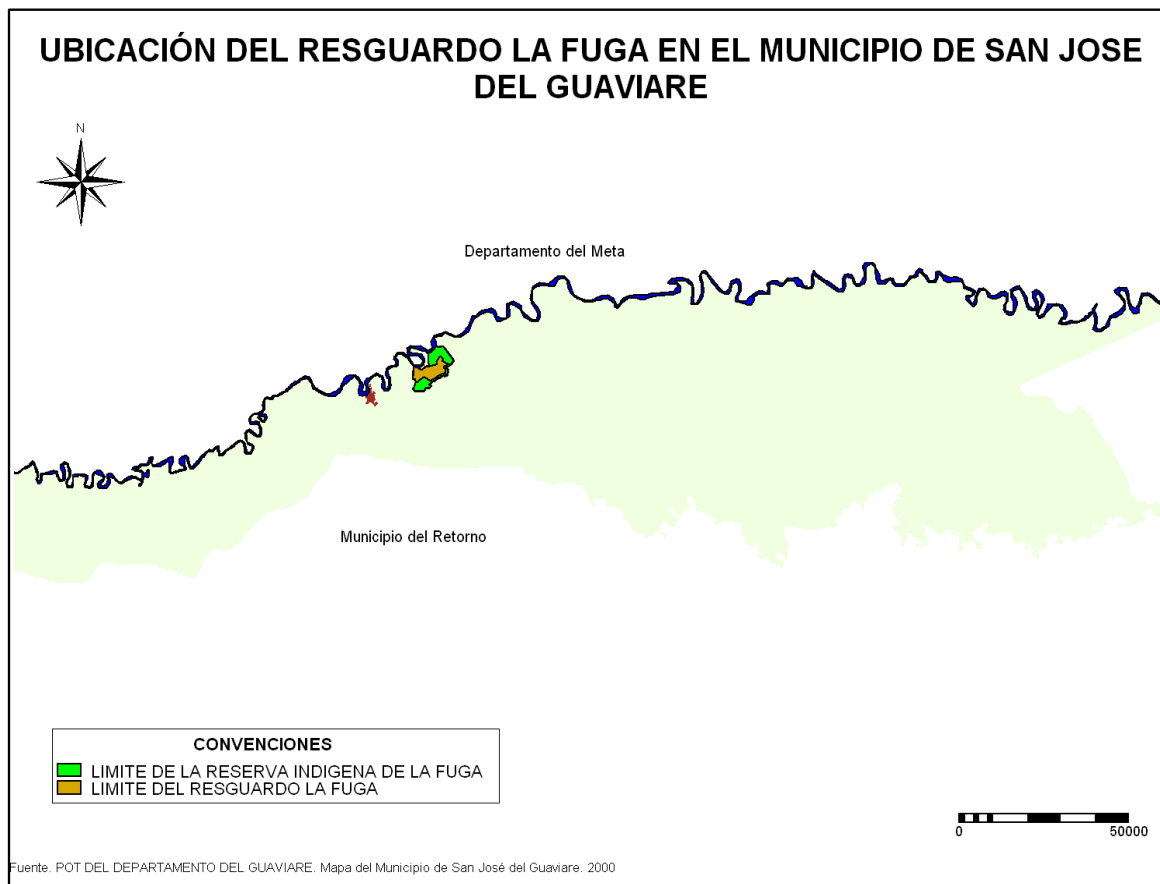 UBICACIÓN DEL RESGUARDO LA FUGA EN EL MUNICIPIO DE SAN JOSE
DEL GUAVIARE
N
Departamento del Meta
Municipio del Retorno
CONVENCIONES
LIMITE DE LA RESERVA INDIGENA DE LA FUGA
LIMITE DEL RESGUARDO LA FUGA
0 50000
Fuente. POT DEL DEPARTAMENTO DEL GUAVIARE. Mapa del Municipio de San José del Guaviare. 2000